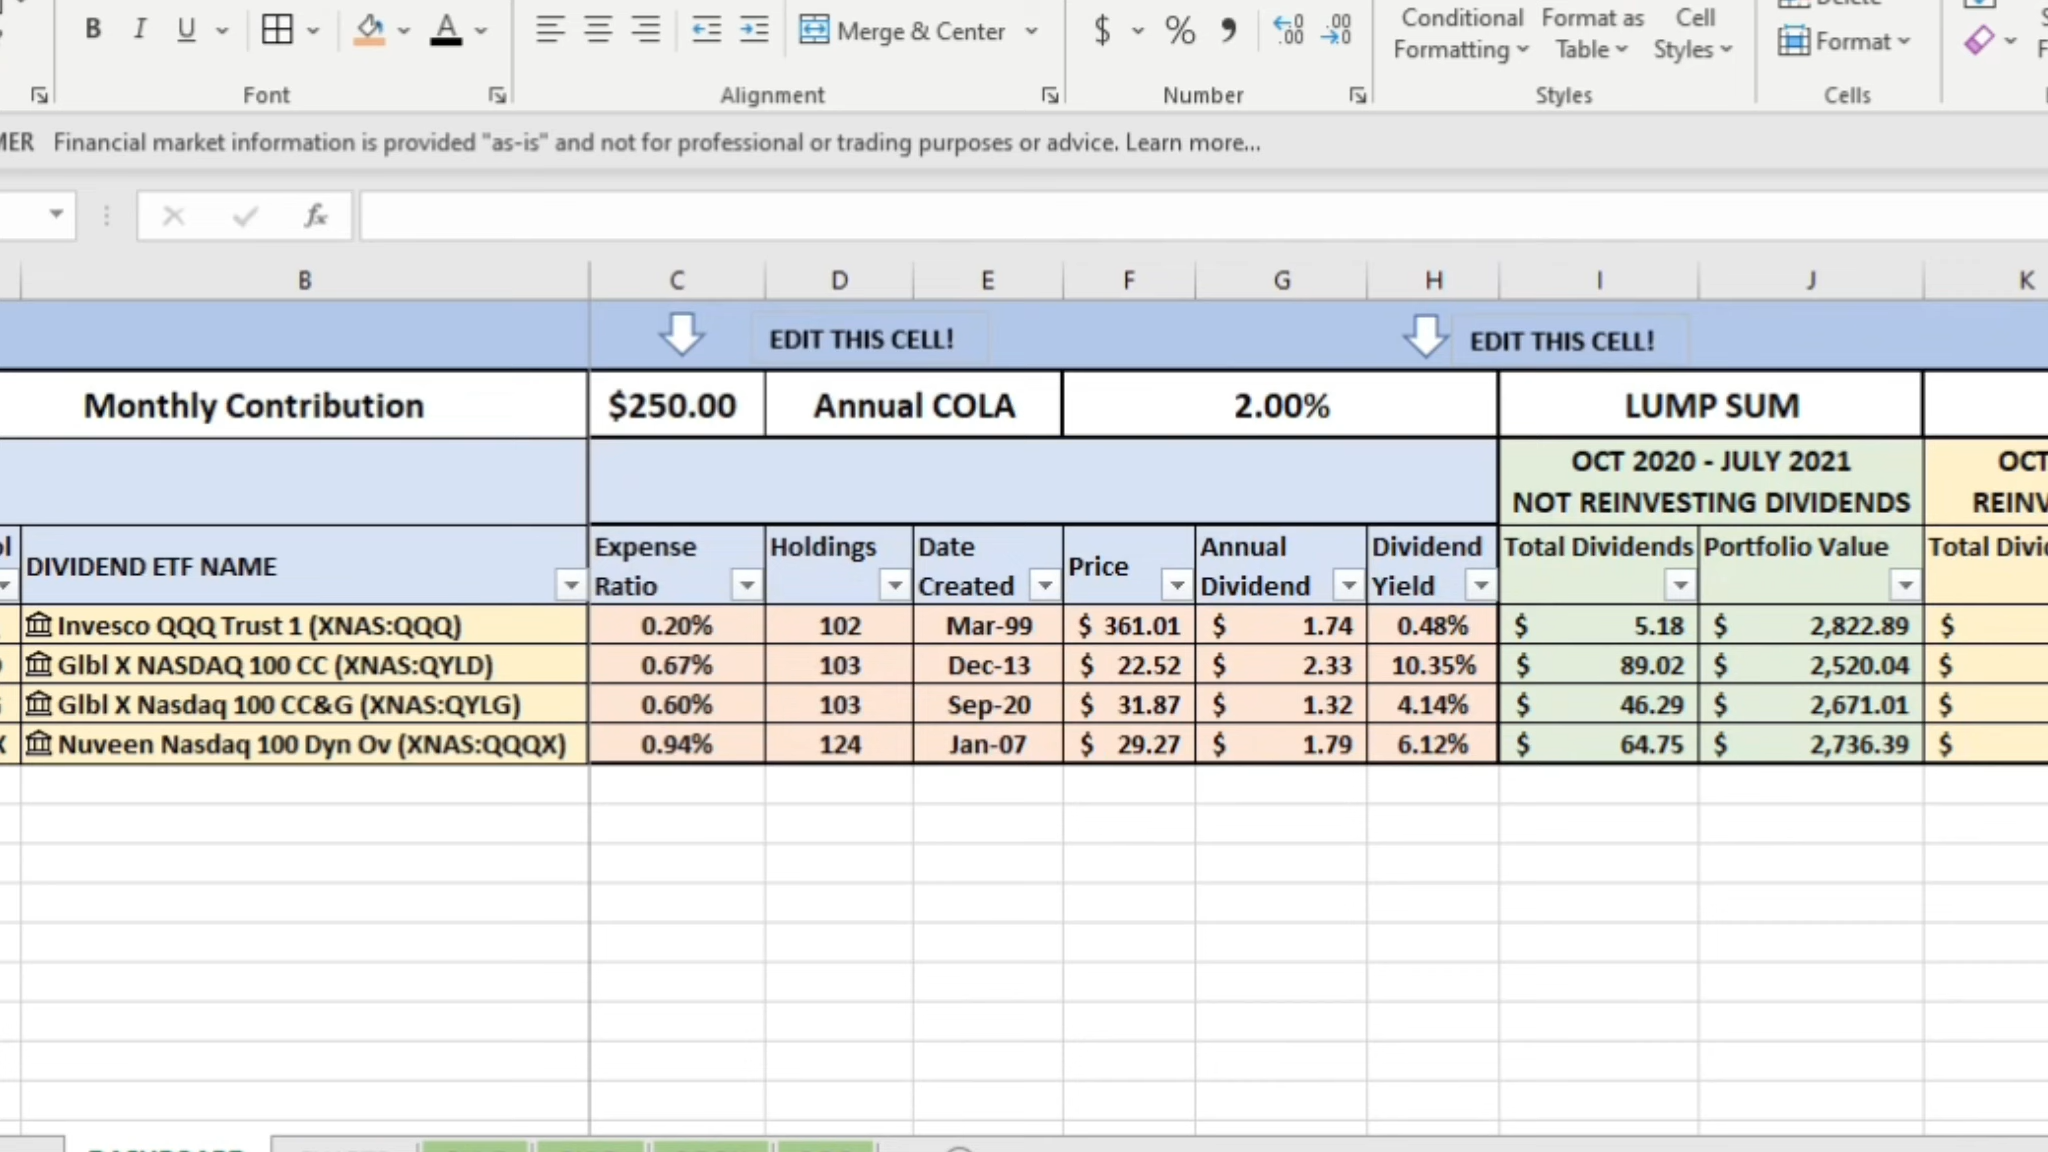 Conditional Format as Cell
B I U A Merge & Center $ % , Formatting Table Styles Format
Font Alignment Number Styles Cells
Financial market information is provided "as-is" and not for professional or trading purposes or advice. Learn more...
fx
B C D E F G H I J K
EDIT THIS CELL! EDIT THIS CELL!
Monthly Contribution $250.00 Annual COLA 2.00% LUMP SUM
OCT 2020 - JULY 2021 OCT
NOT REINVESTING DIVIDENDS
DIVIDEND ETF NAME Expense Ratio Holdings Date Created Price Annual Dividend Dividend Yield Total Dividends Portfolio Value Total
Invesco QQQ Trust 1 (XNAS:QQQ) 0.20% 102 Mar-99 $ 361.01 $ 1.74 0.48% $ 5.18 $ 2,822.89 $
Glbl X NASDAQ 100 CC (XNAS:QYLD) 0.67% 103 Dec-13 $ 22.52 $ 2.33 10.35% $ 89.02 $ 2,520.04 $
Glbl X Nasdaq 100 CC&G (XNAS:QYLG) 0.60% 103 Sep-20 $ 31.87 $ 1.32 4.14% $ 46.29 $ 2,671.01 $
Nuveen Nasdaq 100 Dyn Ov (XNAS:QQQX) 0.94% 124 Jan-07 $ 29.27 $ 1.79 6.12% $ 64.75 $ 2,736.39 $